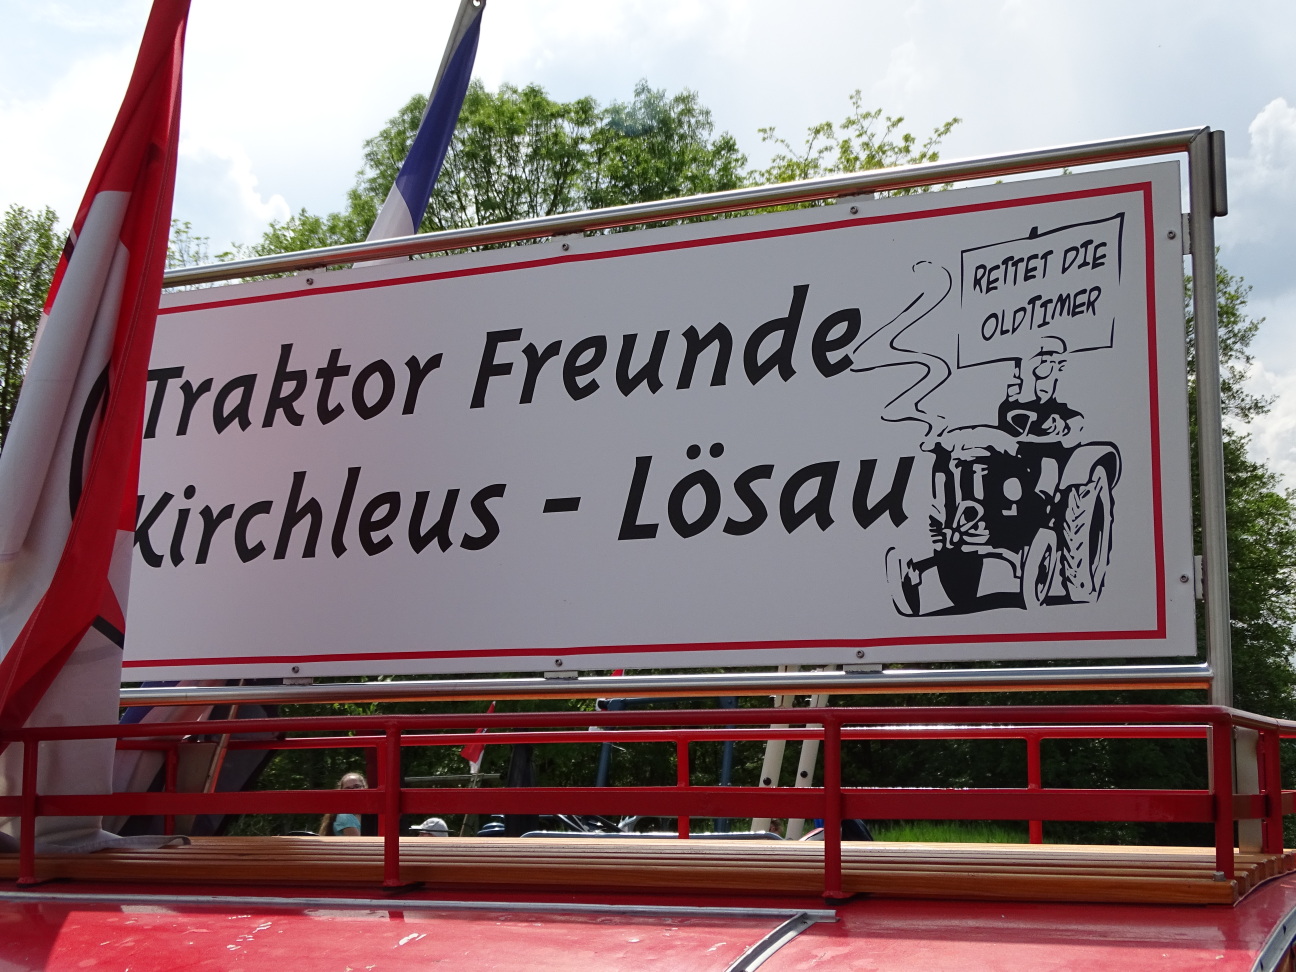 Traktor Freunde
Kirchleus - Lösau
RETTET DIE
OLDTIMER